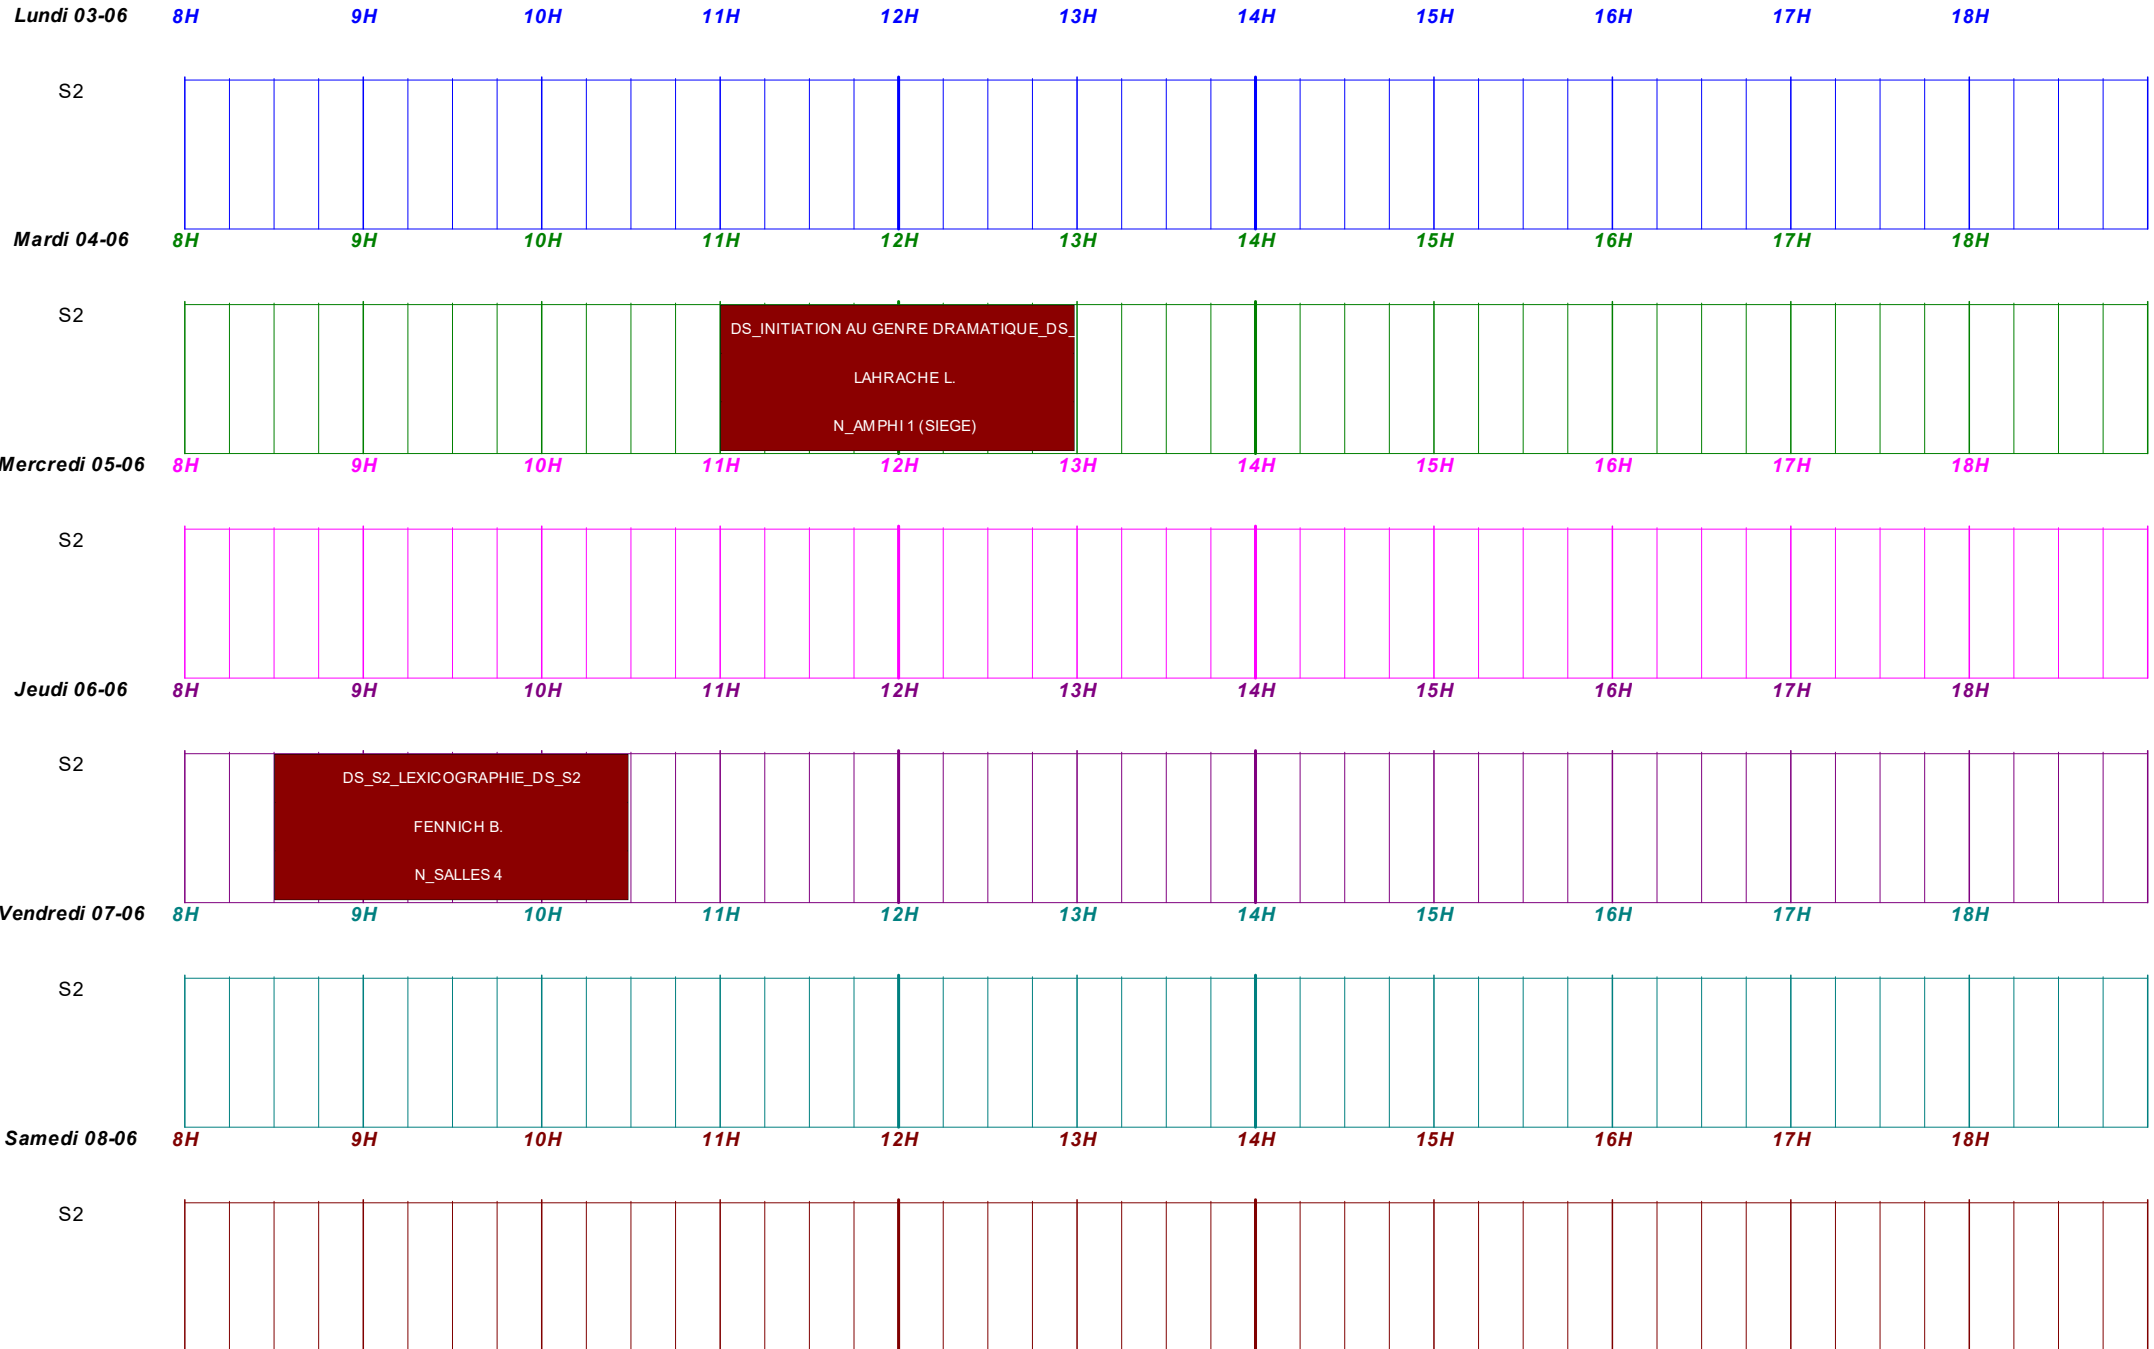 Lundi 03-06 8H 9H 10H 11H 12H 13H 14H 15H 16H 17H 18H
S2
Mardi 04-06 8H 9H 10H 11H 12H 13H 14H 15H 16H 17H 18H
S2
DS_INITIATION AU GENRE DRAMATIQUE_DS_
LAHRACHE L.
N_AMPHI 1 (SIEGE)
Mercredi 05-06 8H 9H 10H 11H 12H 13H 14H 15H 16H 17H 18H
S2
Jeudi 06-06 8H 9H 10H 11H 12H 13H 14H 15H 16H 17H 18H
S2
DS_S2_LEXICOGRAPHIE_DS_S2
FENNICH B.
N_SALLES 4
Vendredi 07-06 8H 9H 10H 11H 12H 13H 14H 15H 16H 17H 18H
S2
Samedi 08-06 8H 9H 10H 11H 12H 13H 14H 15H 16H 17H 18H
S2